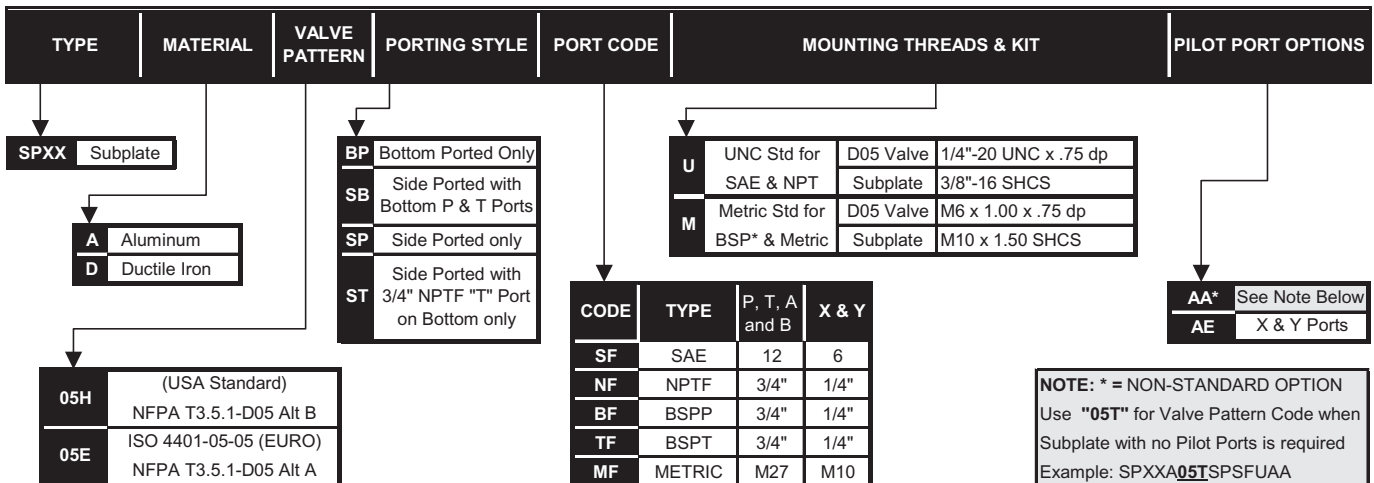 TYPE
MATERIAL
VALVE
PATTERN
PORTING STYLE
PORT CODE
MOUNTING THREADS & KIT
PILOT PORT OPTIONS
SPXX Subplate
A Aluminum
D Ductile Iron
05H (USA Standard)
NFPA T3.5.1-D05 Alt B
05E ISO 4401-05-05 (EURO)
NFPA T3.5.1-D05 Alt A
BP Bottom Ported Only
SB Side Ported with
Bottom P & T Ports
SP Side Ported only
ST Side Ported with
3/4" NPTF "T" Port
on Bottom only
CODE TYPE P, T, A
and B X & Y
SF SAE 12 6
NF NPTF 3/4" 1/4"
BF BSPP 3/4" 1/4"
TF BSPT 3/4" 1/4"
MF METRIC M27 M10
U UNC Std for D05 Valve 1/4"-20 UNC x .75 dp
SAE & NPT Subplate 3/8"-16 SHCS
M Metric Std for D05 Valve M6 x 1.00 x .75 dp
BSP* & Metric Subplate M10 x 1.50 SHCS
AA* See Note Below
AE X & Y Ports
NOTE: * = NON-STANDARD OPTION
Use "05T" for Valve Pattern Code when
Subplate with no Pilot Ports is required
Example: SPXXA05TSPSFUAA